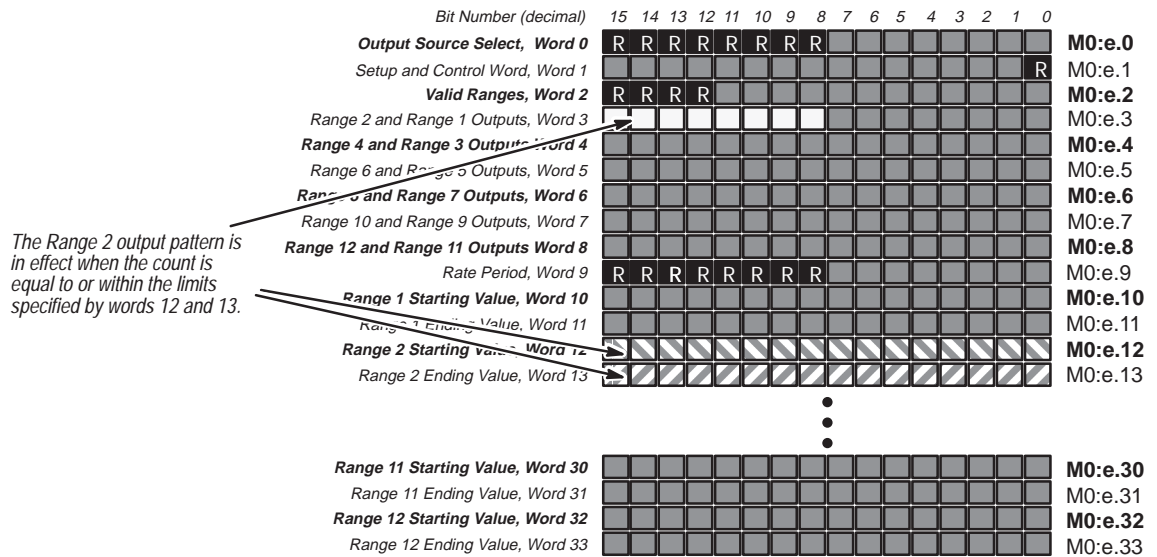 Bit Number (decimal) 15 14 13 12 11 10 9 8 7 6 5 4 3 2 1 0
Output Source Select, Word 0 R R R R R R R R M0:e.0
Setup and Control Word, Word 1 R M0:e.1
Valid Ranges, Word 2 R R R R M0:e.2
Range 2 and Range 1 Outputs, Word 3 M0:e.3
Range 4 and Range 3 Outputs Word 4 M0:e.4
Range 6 and Range 5 Outputs, Word 5 M0:e.5
Range 8 and Range 7 Outputs, Word 6 M0:e.6
Range 10 and Range 9 Outputs, Word 7 M0:e.7
Range 12 and Range 11 Outputs Word 8 M0:e.8
Rate Period, Word 9 R R R R R R R R M0:e.9
Range 1 Starting Value, Word 10 M0:e.10
Range 1 Ending Value, Word 11 M0:e.11
Range 2 Starting Value, Word 12 M0:e.12
Range 2 Ending Value, Word 13 M0:e.13
The Range 2 output pattern is
in effect when the count is
equal to or within the limits
specified by words 12 and 13.
Range 11 Starting Value, Word 30 M0:e.30
Range 11 Ending Value, Word 31 M0:e.31
Range 12 Starting Value, Word 32 M0:e.32
Range 12 Ending Value, Word 33 M0:e.33